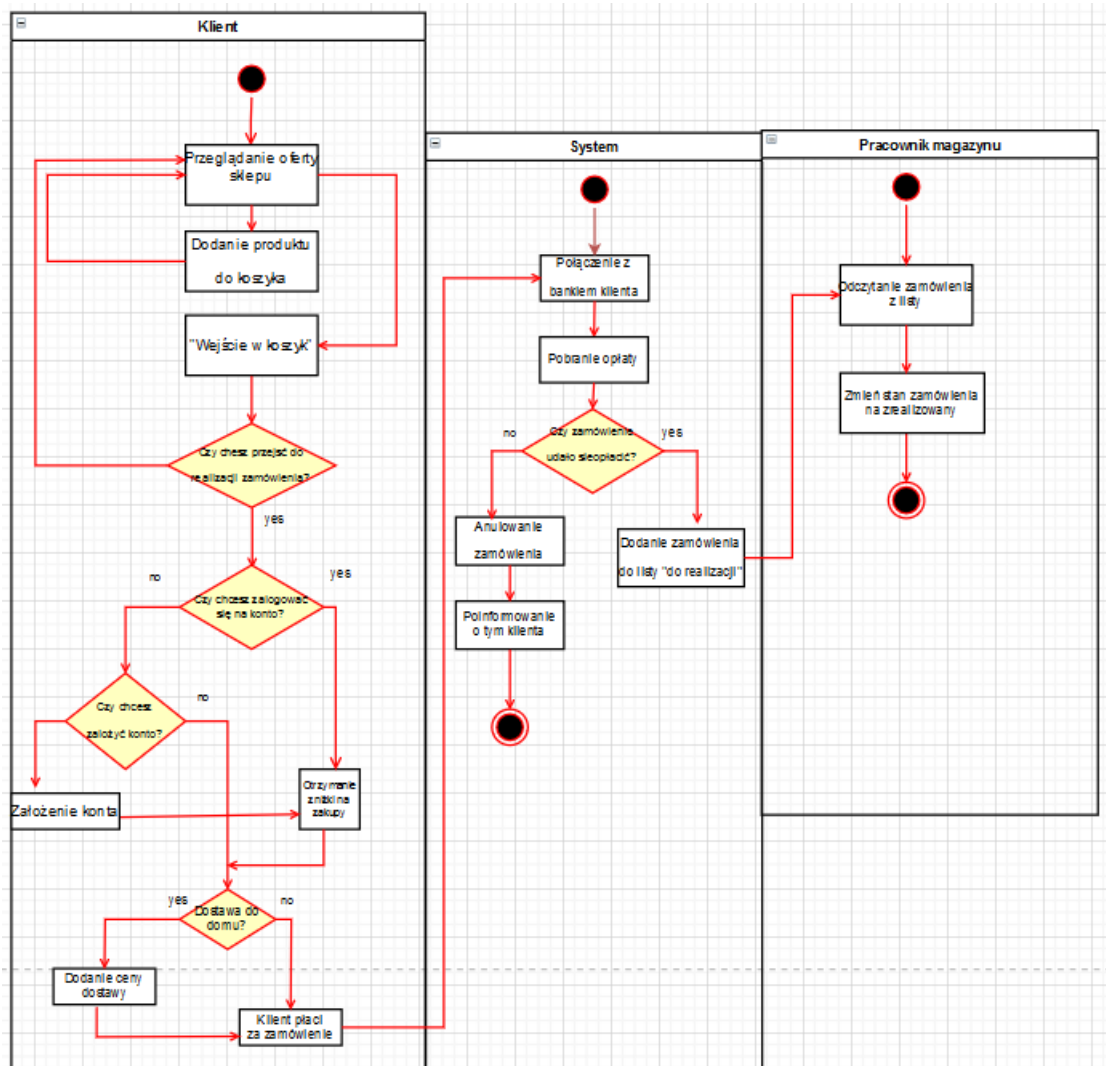 Klient
Przeglądanie oferty
sklepu
Dodanie produktu
do koszyka
"Wejście w koszyk"
Czy chesz przejść do
realizacji zamówienia?
yes
no
yes
Czy chcesz zalogować
się na konto?
no
Czy chcesz
założyć konto?
Założenie konta
Otrzymanie
zniżki na
zakupy
yes
no
Dostawa do
domu?
Dodanie ceny
dostawy
Klient płaci
za zamówienie
System
Połączenie z
bankiem klienta
Pobranie opłaty
no
yes
Czy zamówienie
udało sieopłacić?
Anulowanie
zamówienia
Dodanie zamówienia
do listy "do realizacji"
Poinformowanie
o tym klienta
Pracownik magazynu
Odczytanie zamówienia
z listy
Zmień stan zamówienia
na zrealizowany